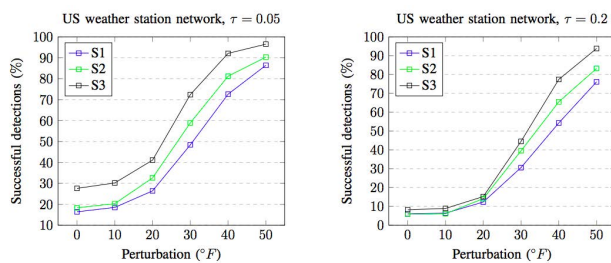 US weather station network, τ = 0.05
100
90
80
70
60
50
40
30
20
10
Successful detections (%)
S1
S2
S3
0 10 20 30 40 50
Perturbation (°F)
US weather station network, τ = 0.2
100
90
80
70
60
50
40
30
20
10
0
Successful detections (%)
S1
S2
S3
0 10 20 30 40 50
Perturbation (°F)